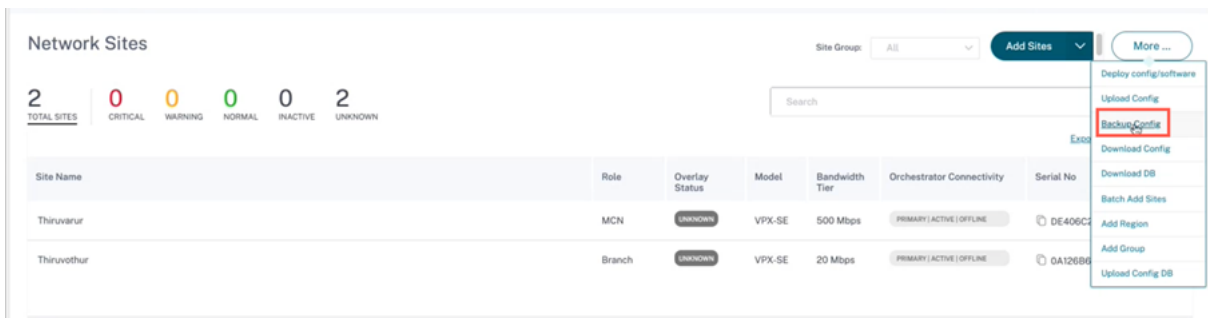 Network Sites
Site Group: All
Add Sites
More ...
2 0 0 0 0 2
TOTAL SITES CRITICAL WARNING NORMAL INACTIVE UNKNOWN
Search
Deploy config/software
Upload Config
Backup Config
Download Config
Download DB
Batch Add Sites
Add Region
Add Group
Upload Config DB
Expo
Site Name Role Overlay Status Model Bandwidth Tier Orchestrator Connectivity Serial No
Thiruvarur MCN UNKNOWN VPX-SE 500 Mbps PRIMARY | ACTIVE | OFFLINE DE406C2
Thiruvothur Branch UNKNOWN VPX-SE 20 Mbps PRIMARY | ACTIVE | OFFLINE 0A126B6